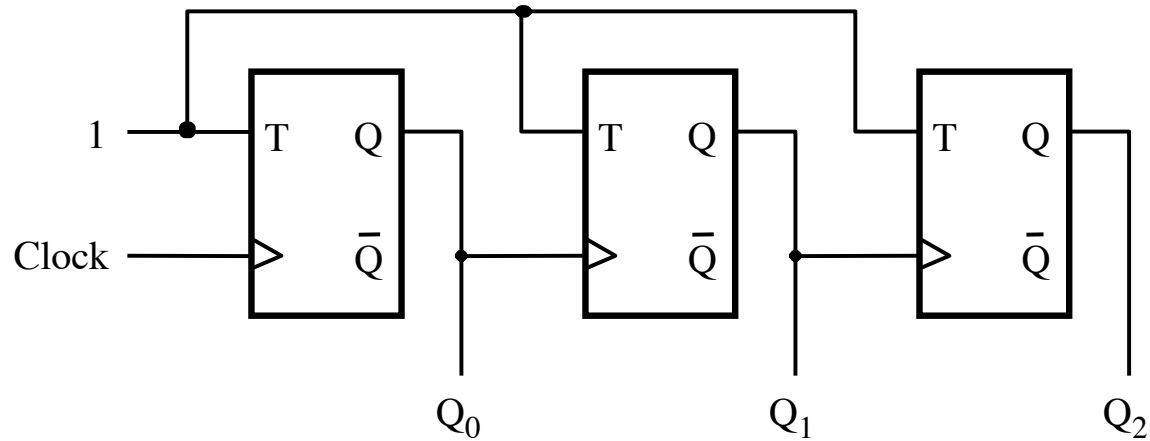 1 T Q T Q T Q
Clock Q̅ Q̅ Q̅
Q₀ Q₁ Q₂